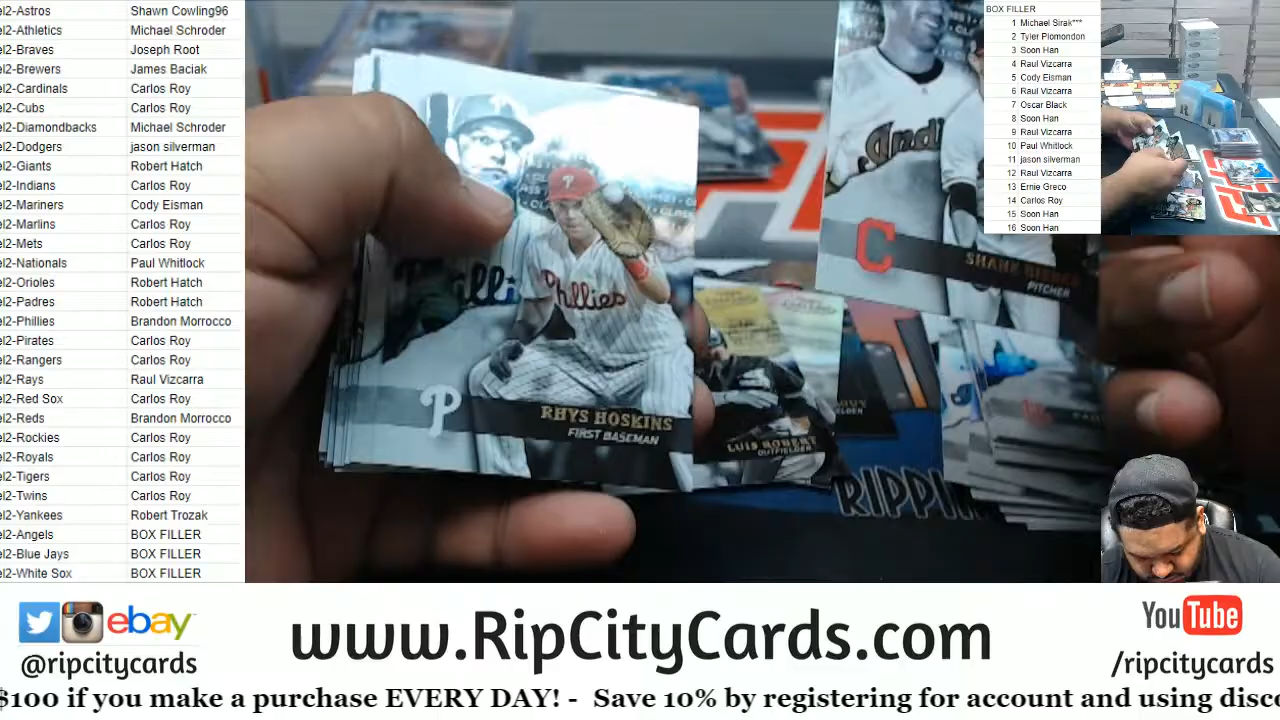 el2-Astros Shawn Cowling96
el2-Athletics Michael Schroder
el2-Braves Joseph Root
el2-Brewers James Baciak
el2-Cardinals Carlos Roy
el2-Cubs Carlos Roy
el2-Diamondbacks Michael Schroder
el2-Dodgers jason silverman
el2-Giants Robert Hatch
el2-Indians Carlos Roy
el2-Mariners Cody Eisman
el2-Marlins Carlos Roy
el2-Mets Carlos Roy
el2-Nationals Paul Whitlock
el2-Orioles Robert Hatch
el2-Padres Robert Hatch
el2-Phillies Brandon Morrocco
el2-Pirates Carlos Roy
el2-Rangers Carlos Roy
el2-Rays Raul Vizcarra
el2-Red Sox Carlos Roy
el2-Reds Brandon Morrocco
el2-Rockies Carlos Roy
el2-Royals Carlos Roy
el2-Tigers Carlos Roy
el2-Twins Carlos Roy
el2-Yankees Robert Trozak
el2-Angels BOX FILLER
el2-Blue Jays BOX FILLER
el2-White Sox BOX FILLER
Phillies
P
RHYS HOSKINS
FIRST BASEMAN
LUIS ROBERT
OUTFIELDER
Indi
C
SHANE BIEBER
PITCHER
RIPPI
BOX FILLER
1 Michael Sirak***
2 Tyler Plomondon
3 Soon Han
4 Raul Vizcarra
5 Cody Eisman
6 Raul Vizcarra
7 Oscar Black
8 Soon Han
9 Raul Vizcarra
10 Paul Whitlock
11 jason silverman
12 Raul Vizcarra
13 Ernie Greco
14 Carlos Roy
15 Soon Han
16 Soon Han
ebay
@ripcitycards
www.RipCityCards.com
YouTube
/ripcitycards
$100 if you make a purchase EVERY DAY! - Save 10% by registering for account and using disco